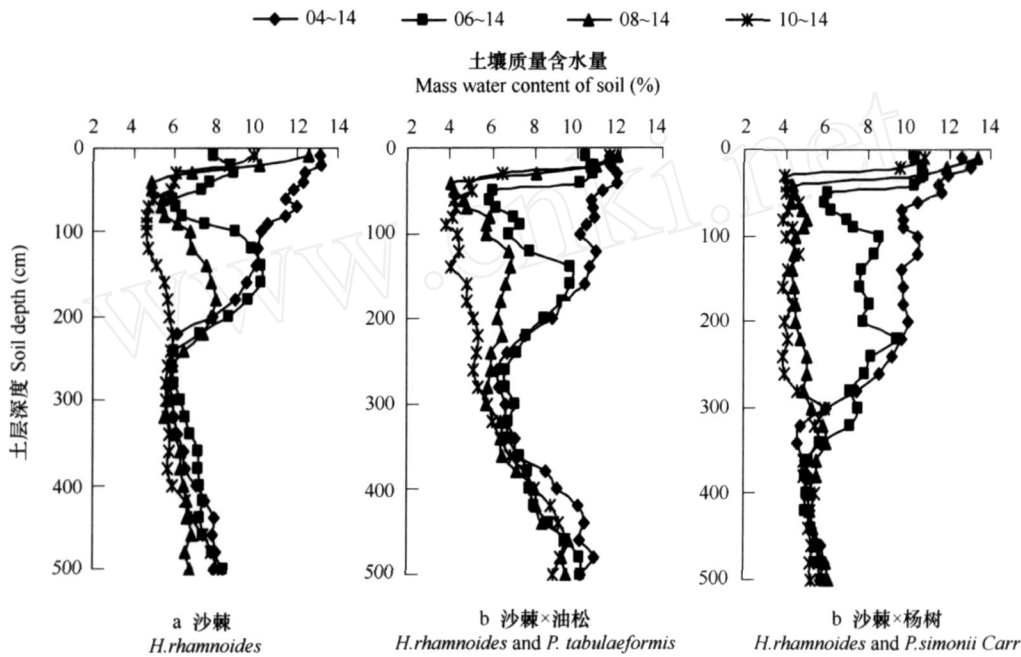 04~14 06~14 08~14 10~14
土壤质量含水量
Mass water content of soil (%)
2 4 6 8 10 12 14 2 4 6 8 10 12 14 2 4 6 8 10 12 14
0 0 0
100 100 100
200 200 200
300 300 300
400 400 400
500 500 500
土层深度 Soil depth (cm)
a 沙棘 b 沙棘×油松 b 沙棘×杨树
H.rhamnoides H.rhamnoides and P. tabulaeformis H.rhamnoides and P.simonii Carr
www.cnki.net